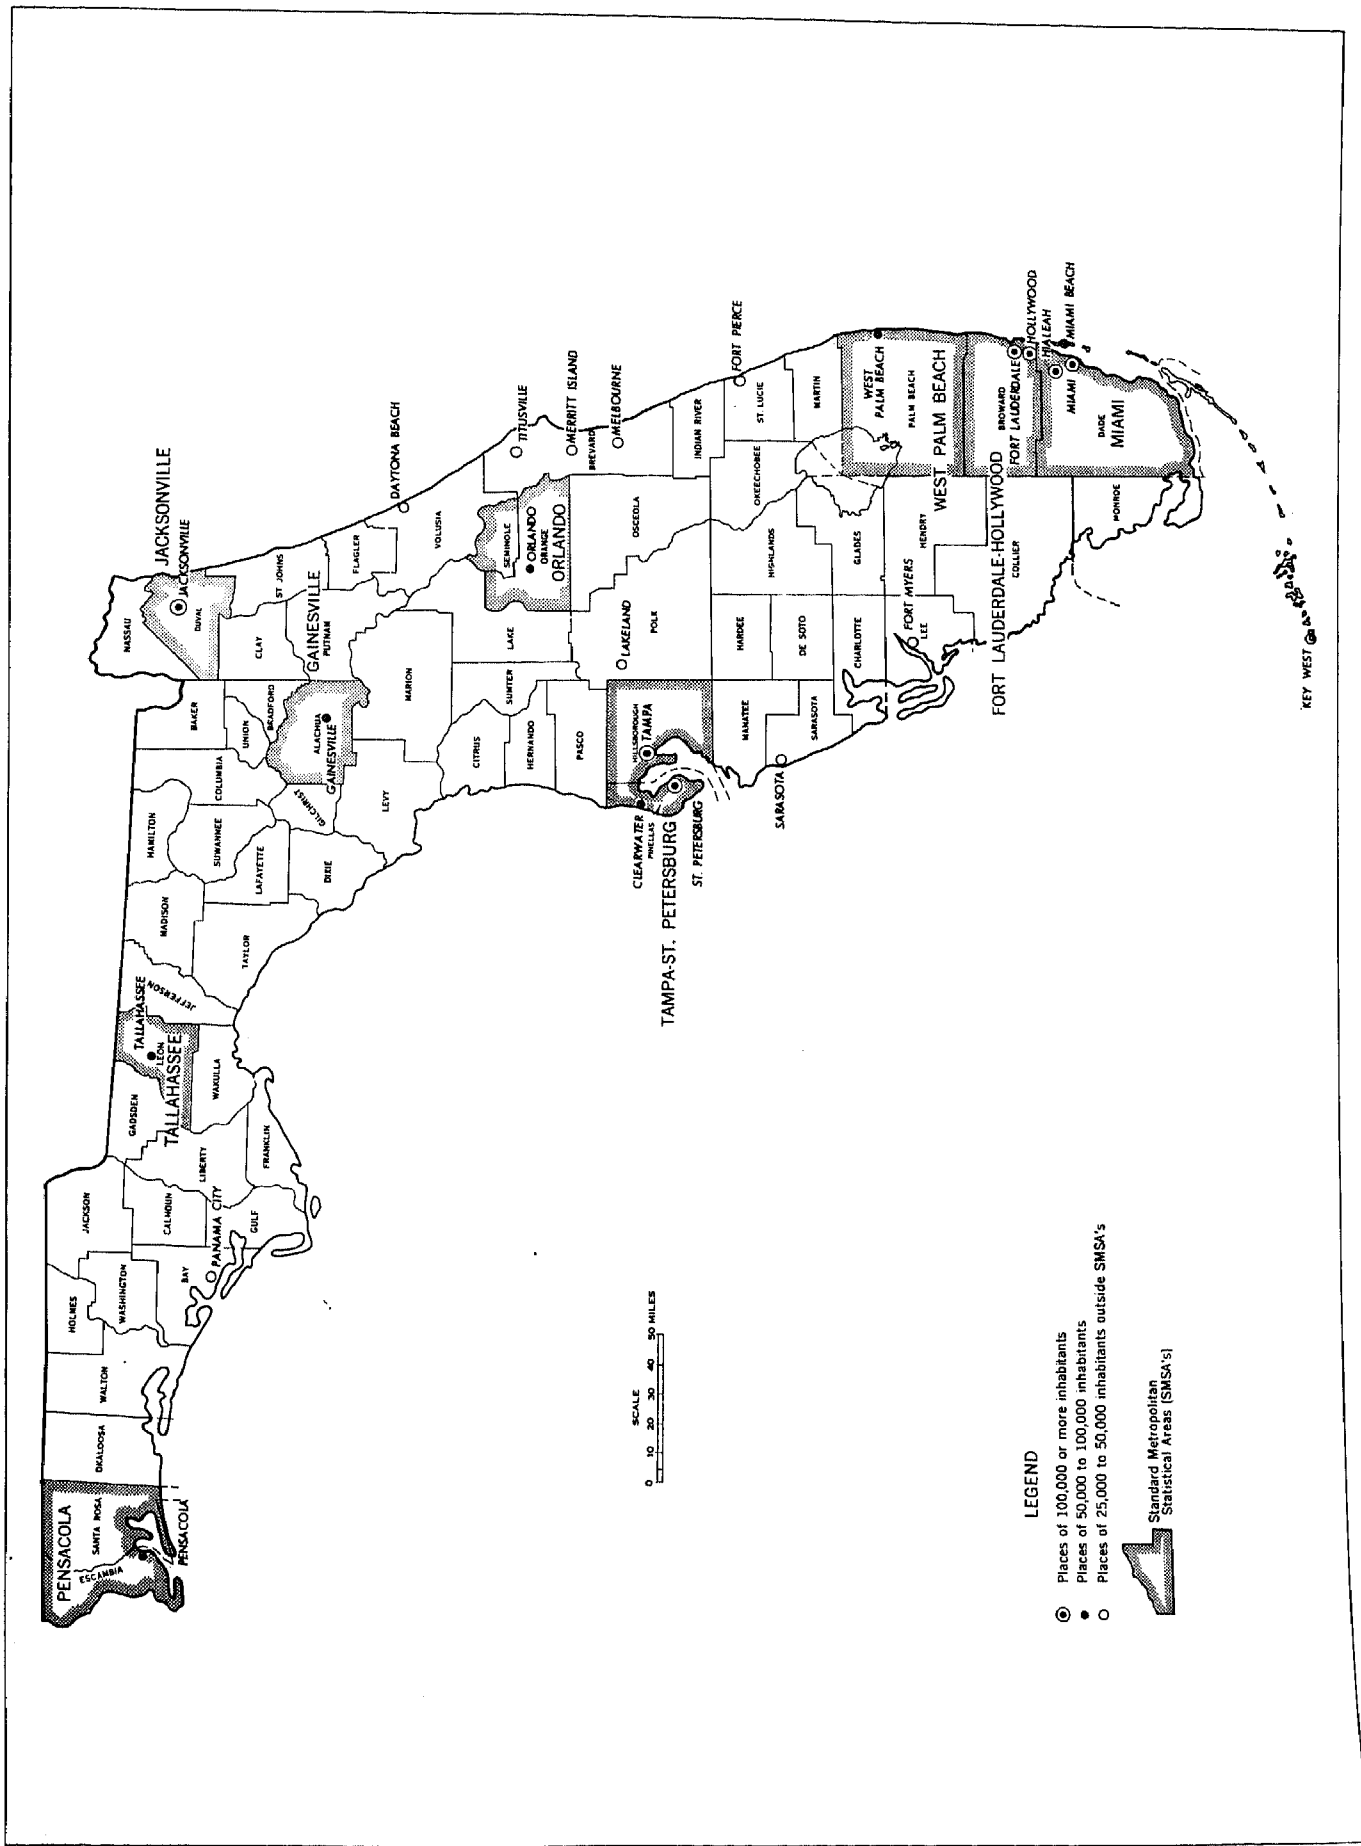 PENSACOLA
ESCAMBIA
SANTA ROSA
PENSACOLA
OKALOOSA
WALTON
HOLMES
WASHINGTON
BAY
PANAMA CITY
JACKSON
CALHOUN
GULF
LIBERTY
FRANKLIN
GADSDEN
TALLAHASSEE
LEON
TALLAHASSEE
WAKULLA
JEFFERSON
MADISON
TAYLOR
HAMILTON
SUWANNEE
LAFAYETTE
DIXIE
COLUMBIA
GILCHRIST
LEVY
BAKER
UNION
BRADFORD
ALACHUA
GAINESVILLE
GAINESVILLE
NASSAU
JACKSONVILLE
JACKSONVILLE
DUVAL
CLAY
ST JOHNS
PUTNAM
FLAGLER
DAYTONA BEACH
VOLUSIA
MARION
CITRUS
SUMTER
LAKE
HERNANDO
PASCO
SEMINOLE
ORLANDO
ORANGE
ORLANDO
TITUSVILLE
MERRITT ISLAND
BREVARD
MELBOURNE
OSCEOLA
LAKELAND
POLK
HILLSBOROUGH
TAMPA
CLEARWATER
PINELLAS
TAMPA-ST. PETERSBURG
ST. PETERSBURG
INDIAN RIVER
FORT PIERCE
ST. LUCIE
OKEECHOBEE
HIGHLANDS
HARDEE
MANATEE
SARASOTA
SARASOTA
DE SOTO
MARTIN
GLADES
CHARLOTTE
FORT MYERS
LEE
HENDRY
WEST
PALM BEACH
PALM BEACH
WEST PALM BEACH
BROWARD
FORT LAUDERDALE
FORT LAUDERDALE-HOLLYWOOD
HOLLYWOOD
HIALEAH
MIAMI BEACH
MIAMI
DADE
MIAMI
COLLIER
MONROE
KEY WEST
SCALE
0 10 20 30 40 50 MILES
LEGEND
Places of 100,000 or more inhabitants
Places of 50,000 to 100,000 inhabitants
Places of 25,000 to 50,000 inhabitants outside SMSA's
Standard Metropolitan
Statistical Areas (SMSA's)